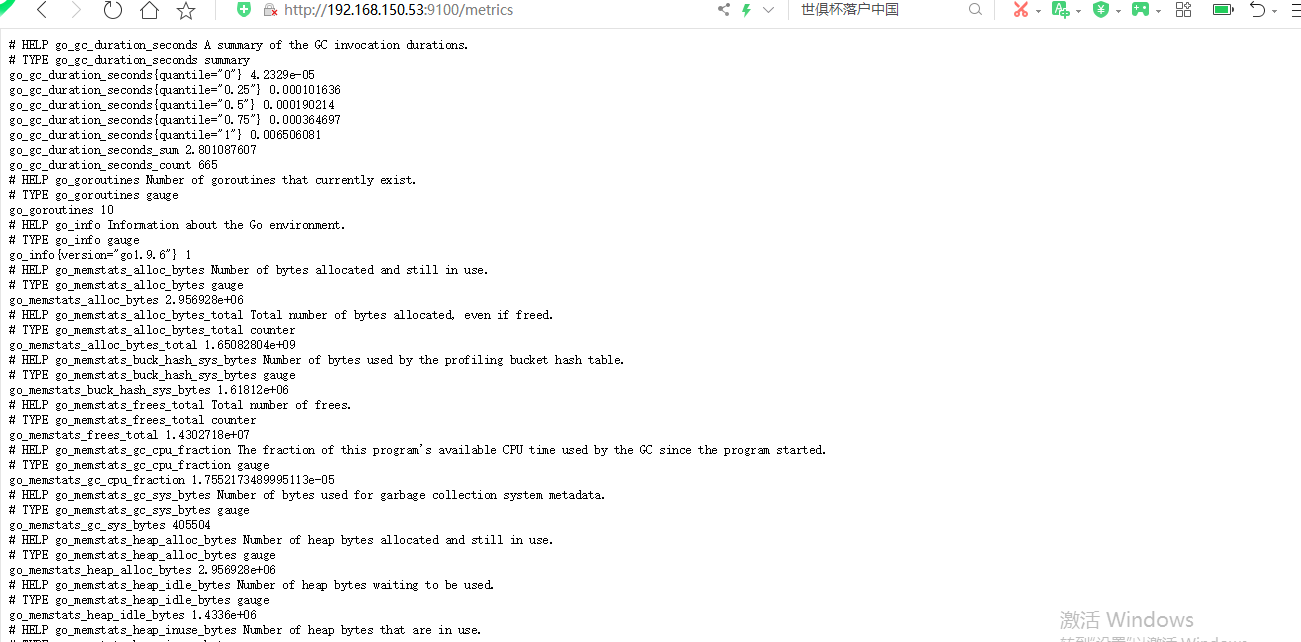 http://192.168.150.53:9100/metrics
世俱杯落户中国
# HELP go_gc_duration_seconds A summary of the GC invocation durations.
# TYPE go_gc_duration_seconds summary
go_gc_duration_seconds{quantile="0"} 4.2329e-05
go_gc_duration_seconds{quantile="0.25"} 0.000101636
go_gc_duration_seconds{quantile="0.5"} 0.000190214
go_gc_duration_seconds{quantile="0.75"} 0.000364697
go_gc_duration_seconds{quantile="1"} 0.006506081
go_gc_duration_seconds_sum 2.801087607
go_gc_duration_seconds_count 665
# HELP go_goroutines Number of goroutines that currently exist.
# TYPE go_goroutines gauge
go_goroutines 10
# HELP go_info Information about the Go environment.
# TYPE go_info gauge
go_info{version="go1.9.6"} 1
# HELP go_memstats_alloc_bytes Number of bytes allocated and still in use.
# TYPE go_memstats_alloc_bytes gauge
go_memstats_alloc_bytes 2.956928e+06
# HELP go_memstats_alloc_bytes_total Total number of bytes allocated, even if freed.
# TYPE go_memstats_alloc_bytes_total counter
go_memstats_alloc_bytes_total 1.65082804e+09
# HELP go_memstats_buck_hash_sys_bytes Number of bytes used by the profiling bucket hash table.
# TYPE go_memstats_buck_hash_sys_bytes gauge
go_memstats_buck_hash_sys_bytes 1.61812e+06
# HELP go_memstats_frees_total Total number of frees.
# TYPE go_memstats_frees_total counter
go_memstats_frees_total 1.4302718e+07
# HELP go_memstats_gc_cpu_fraction The fraction of this program's available CPU time used by the GC since the program started.
# TYPE go_memstats_gc_cpu_fraction gauge
go_memstats_gc_cpu_fraction 1.7552173489995113e-05
# HELP go_memstats_gc_sys_bytes Number of bytes used for garbage collection system metadata.
# TYPE go_memstats_gc_sys_bytes gauge
go_memstats_gc_sys_bytes 405504
# HELP go_memstats_heap_alloc_bytes Number of heap bytes allocated and still in use.
# TYPE go_memstats_heap_alloc_bytes gauge
go_memstats_heap_alloc_bytes 2.956928e+06
# HELP go_memstats_heap_idle_bytes Number of heap bytes waiting to be used.
# TYPE go_memstats_heap_idle_bytes gauge
go_memstats_heap_idle_bytes 1.4336e+06
# HELP go_memstats_heap_inuse_bytes Number of heap bytes that are in use.
激活 Windows